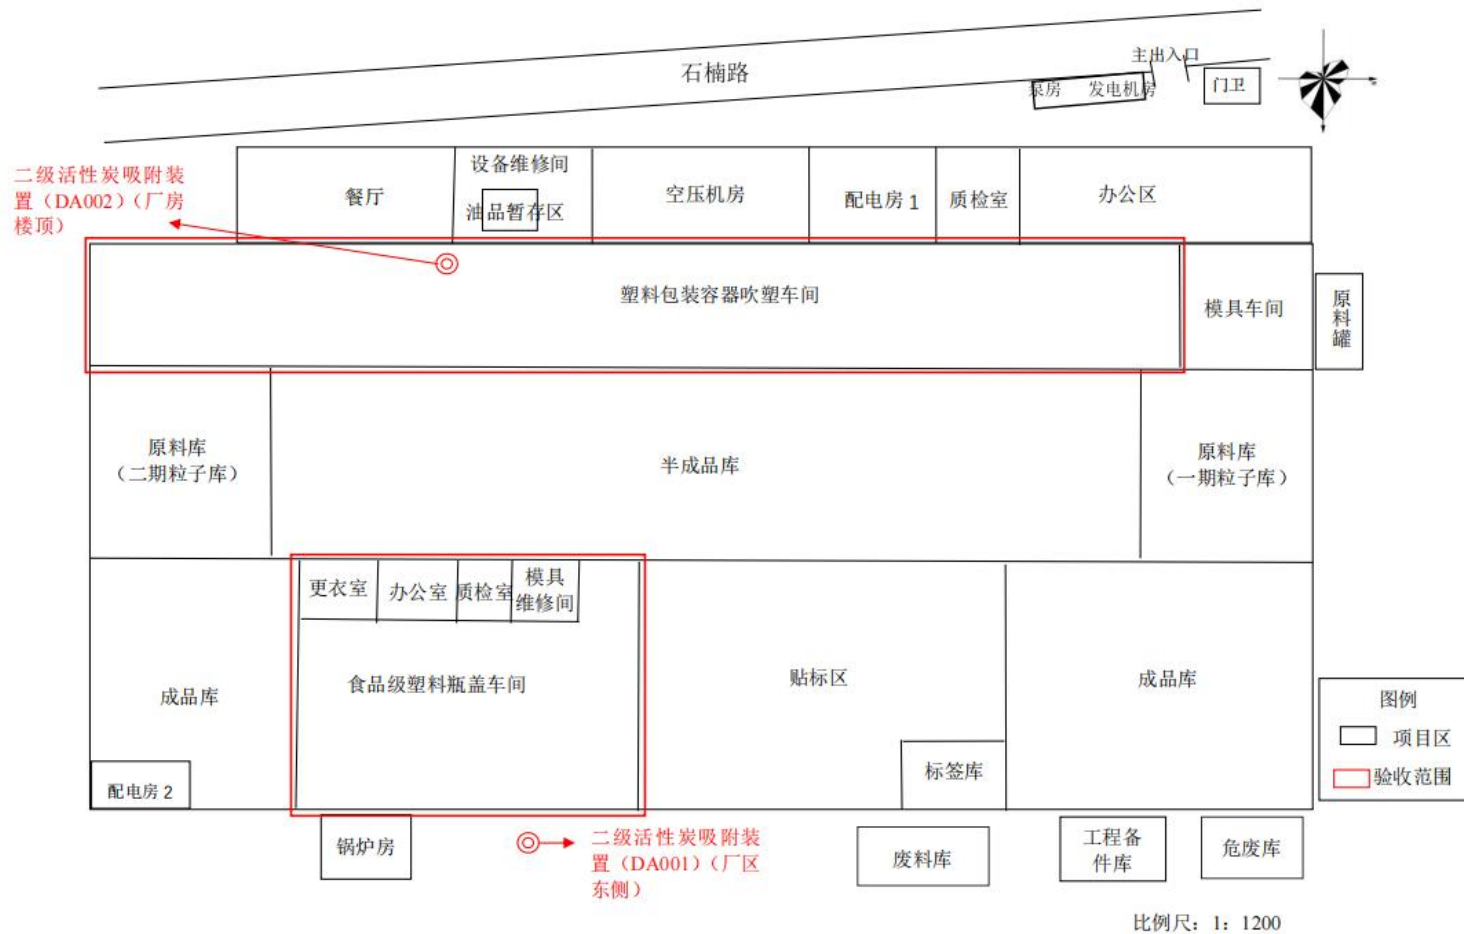 主出入口
石楠路
泵房
发电机房
门卫
二级活性炭吸附装
置（DA002）（厂房
楼顶）
餐厅
设备维修间
油品暂存区
空压机房
配电房 1
质检室
办公区
塑料包装容器吹塑车间
模具车间
原
料
罐
原料库
（二期粒子库）
半成品库
原料库
（一期粒子库）
更衣室
办公室
质检室
模具
维修间
成品库
食品级塑料瓶盖车间
贴标区
成品库
标签库
配电房 2
图例
项目区
验收范围
锅炉房
二级活性炭吸附装
置（DA001）（厂区
东侧）
废料库
工程备
件库
危废库
比例尺：1：1200